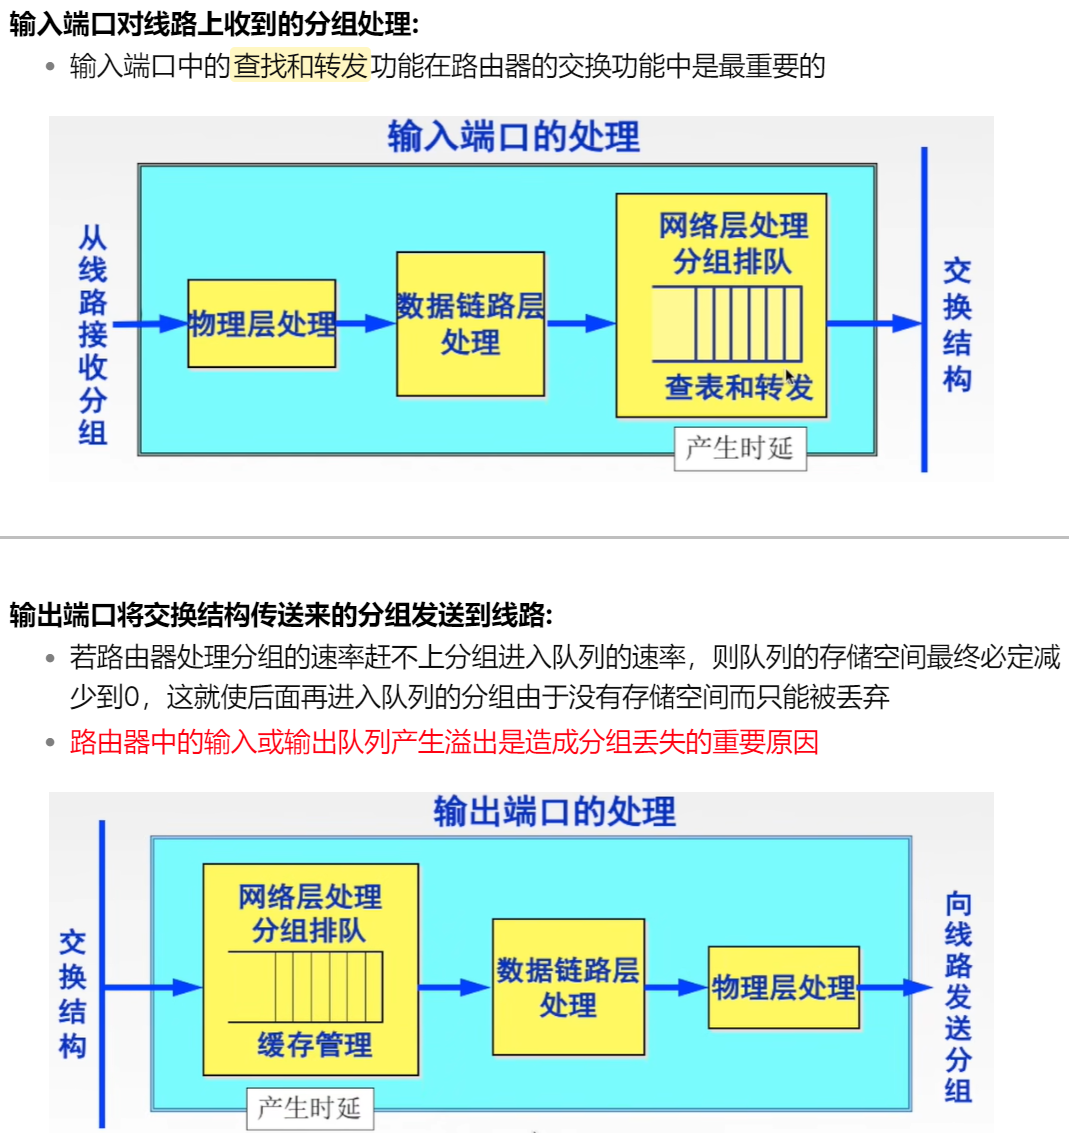 输入端口对线路上收到的分组处理:
输入端口中的查找和转发功能在路由器的交换功能中是最重要的
输入端口的处理
从线路接收分组
物理层处理
数据链路层
处理
网络层处理
分组排队
查表和转发
产生时延
交换结构
输出端口将交换结构传送来的分组发送到线路:
若路由器处理分组的速率赶不上分组进入队列的速率，则队列的存储空间最终必定减
少到0，这就使后面再进入队列的分组由于没有存储空间而只能被丢弃
路由器中的输入或输出队列产生溢出是造成分组丢失的重要原因
输出端口的处理
交换结构
网络层处理
分组排队
缓存管理
产生时延
数据链路层
处理
物理层处理
向线路发送分组